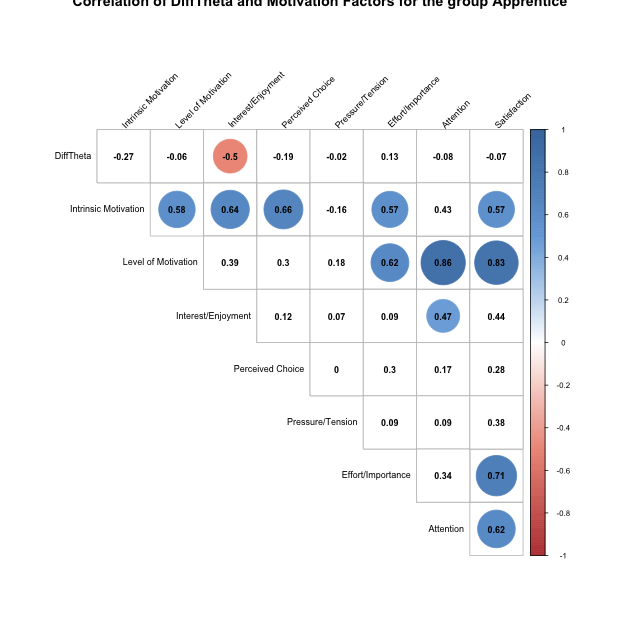 Correlation of DiffTheta and Motivation Factors for the group Apprentice
Intrinsic Motivation
Level of Motivation
Interest/Enjoyment
Perceived Choice
Pressure/Tension
Effort/Importance
Attention
Satisfaction
DiffTheta -0.27 -0.06 -0.5 -0.19 -0.02 0.13 -0.08 -0.07
Intrinsic Motivation 0.58 0.64 0.66 -0.16 0.57 0.43 0.57
Level of Motivation 0.39 0.3 0.18 0.62 0.86 0.83
Interest/Enjoyment 0.12 0.07 0.09 0.47 0.44
Perceived Choice 0 0.3 0.17 0.28
Pressure/Tension 0.09 0.09 0.38
Effort/Importance 0.34 0.71
Attention 0.62
1
0.8
0.6
0.4
0.2
0
-0.2
-0.4
-0.6
-0.8
-1